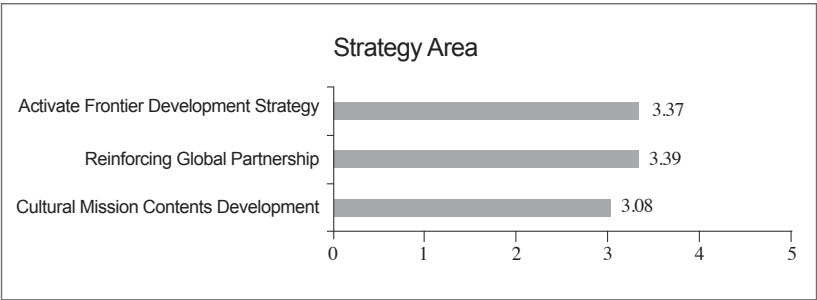 Strategy Area
Activate Frontier Development Strategy 3.37
Reinforcing Global Partnership 3.39
Cultural Mission Contents Development 3.08
0 1 2 3 4 5